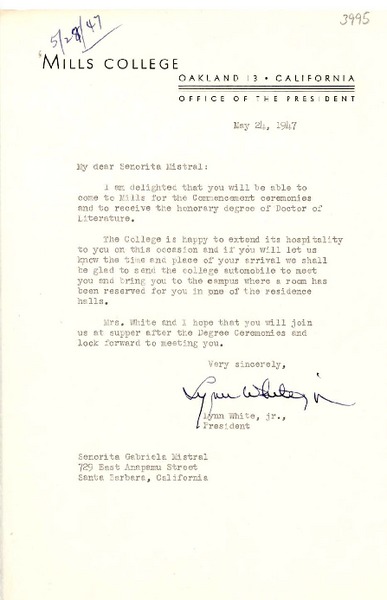 3995
5/28/47
MILLS COLLEGE
OAKLAND 13 • CALIFORNIA
OFFICE OF THE PRESIDENT
May 24, 1947
My dear Senorita Mistral:
I am delighted that you will be able to
come to Mills for the Commencement ceremonies
and to receive the honorary degree of Doctor of
Literature.
The College is happy to extend its hospitality
to you on this occasion and if you will let us
know the time and place of your arrival we shall
be glad to send the college automobile to meet
you and bring you to the campus where a room has
been reserved for you in one of the residence
halls.
Mrs. White and I hope that you will join
us at supper after the Degree Ceremonies and
look forward to meeting you.
Very sincerely,
Lynn White, jr
Lynn White, jr.,
President
Senorita Gabriela Mistral
729 East Anapamu Street
Santa Barbara, California